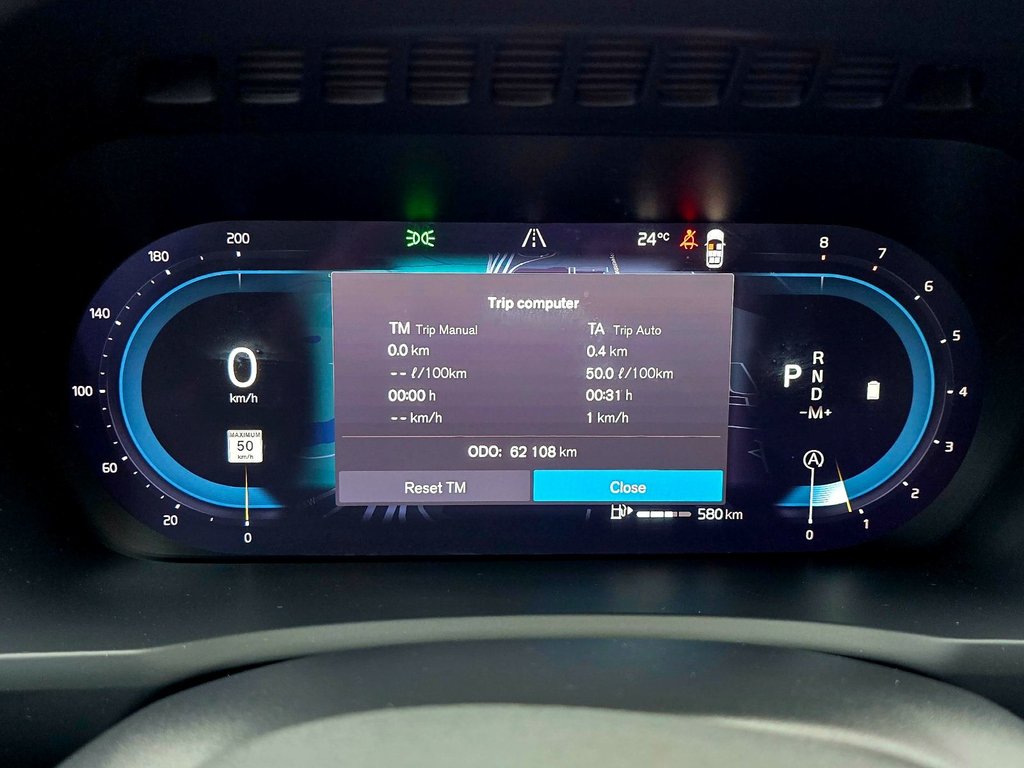 200
24°C
8
180
7
140
6
100
5
60
4
20
3
0
2
1
0
Trip computer
TM Trip Manual
TA Trip Auto
0.0 km
0.4 km
-- ℓ/100km
50.0 ℓ/100km
00:00 h
00:31 h
-- km/h
1 km/h
ODO: 62 108 km
Reset TM
Close
0
km/h
MAXIMUM
50
km/h
P
R
N
D
-M+
A
580 km